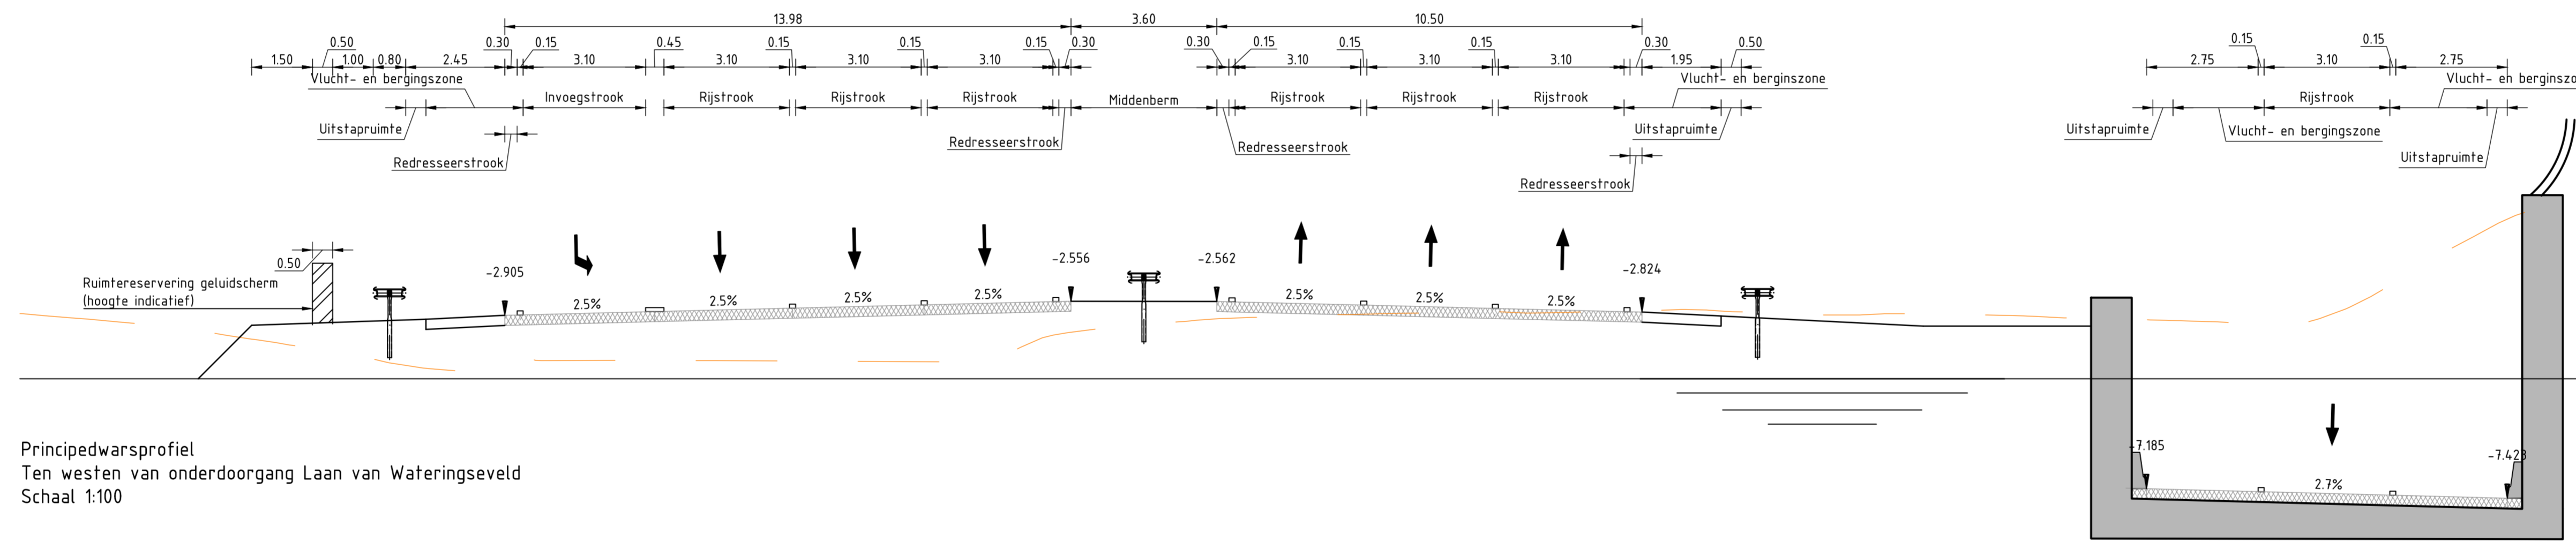 13.98 3.60 10.50
0.50 0.30 0.15 0.45 0.15 0.15 0.15 0.30 0.30 0.15 0.15 0.15 0.30 0.50 0.15 0.15
1.50 1.00 0.80 2.45 3.10 3.10 3.10 3.10 3.10 3.10 3.10 1.95 2.75 3.10 2.75
Vlucht- en bergingszone Vlucht- en berginszone Vlucht- en berginszo
Invoegstrook Rijstrook Rijstrook Rijstrook Middenberm Rijstrook Rijstrook Rijstrook Rijstrook
Uitstapruimte Uitstapruimte Uitstapruimte Vlucht- en bergingszone
Redresseerstrook Redresseerstrook
Redresseerstrook Uitstapruimte
Redresseerstrook
0.50 -2.905 -2.556 -2.562 -2.824
Ruimtereservering geluidscherm
(hoogte indicatief)
2.5% 2.5% 2.5% 2.5% 2.5% 2.5% 2.5%
-7.185 -7.423
2.7%
Principedwarsprofiel
Ten westen van onderdoorgang Laan van Wateringseveld
Schaal 1:100